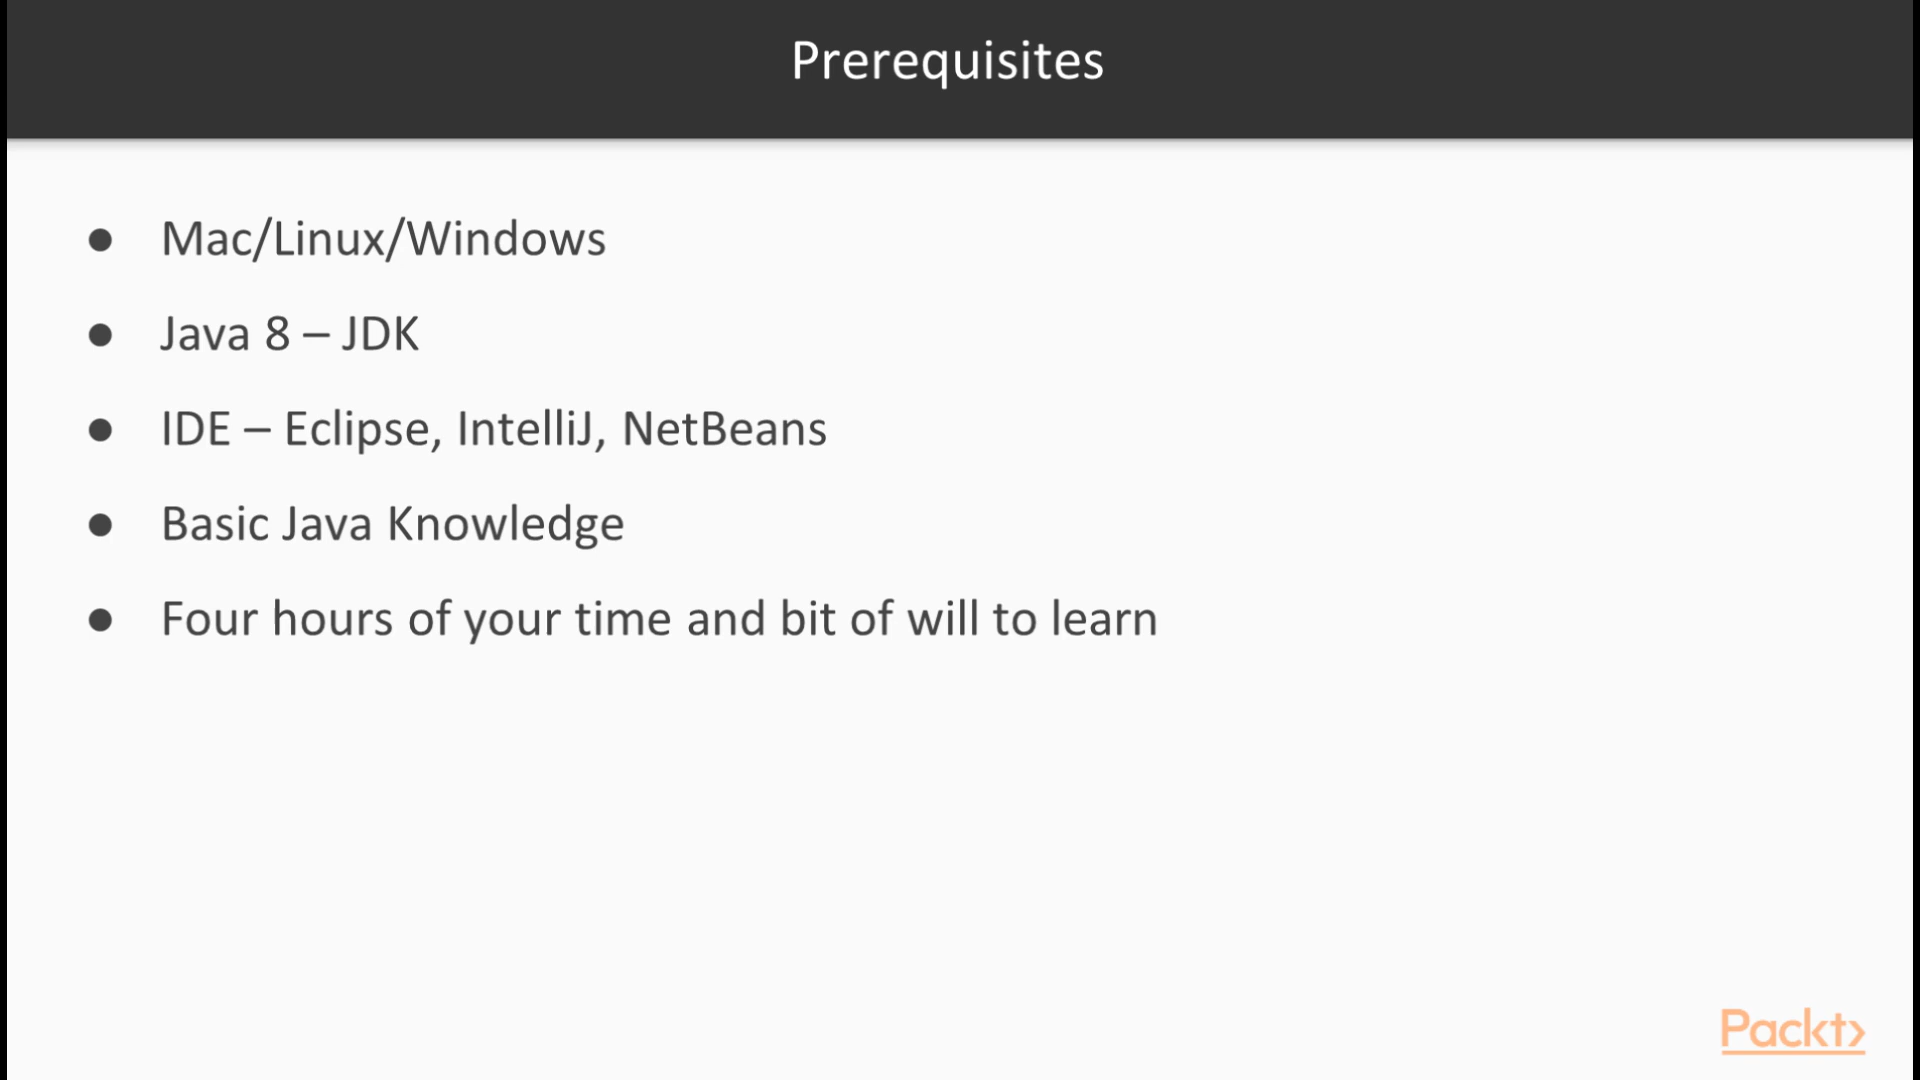 Prerequisites
● Mac/Linux/Windows
● Java 8 – JDK
● IDE – Eclipse, IntelliJ, NetBeans
● Basic Java Knowledge
● Four hours of your time and bit of will to learn
Packt>